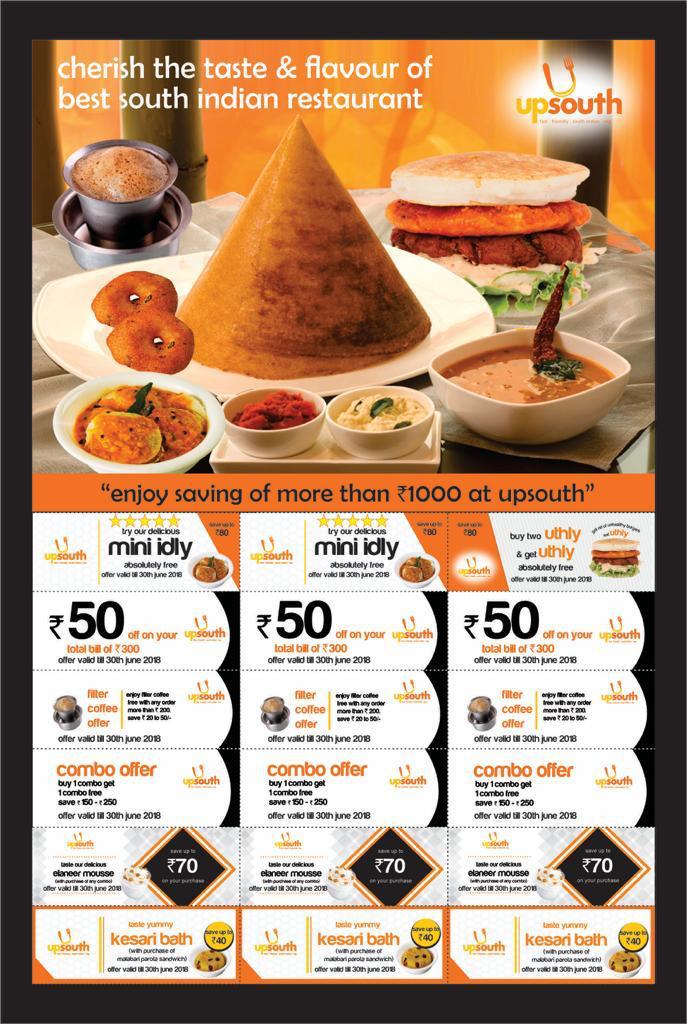 cherish the taste & flavour of
best south indian restaurant
upsouth
"enjoy saving of more than ₹1000 at upsouth"
upsouth
try our delicious
mini idly
absolutely free
offer valid till 30th june 2018
save up to
₹80
upsouth
try our delicious
mini idly
absolutely free
offer valid till 30th june 2018
save up to
₹80
save up to
₹80
upsouth
buy two uthly
& get uthly
absolutely free
offer valid till 30th june 2018
₹50 off on your
total bill of ₹300
offer valid till 30th june 2018
upsouth
₹50 off on your
total bill of ₹300
offer valid till 30th june 2018
upsouth
₹50 off on your
total bill of ₹300
offer valid till 30th june 2018
upsouth
filter
coffee
offer
enjoy filter coffee
free with any order
more than ₹ 200.
save ₹ 20 to 50/-
offer valid till 30th june 2018
upsouth
filter
coffee
offer
enjoy filter coffee
free with any order
more than ₹ 200.
save ₹ 20 to 50/-
offer valid till 30th june 2018
upsouth
filter
coffee
offer
enjoy filter coffee
free with any order
more than ₹ 200.
save ₹ 20 to 50/-
offer valid till 30th june 2018
upsouth
combo offer
buy 1 combo get
1 combo free
save ₹ 150 - ₹ 250
offer valid till 30th june 2018
upsouth
combo offer
buy 1 combo get
1 combo free
save ₹ 150 - ₹ 250
offer valid till 30th june 2018
upsouth
combo offer
buy 1 combo get
1 combo free
save ₹ 150 - ₹ 250
offer valid till 30th june 2018
upsouth
upsouth
taste our delicious
elaneer mousse
(with purchase of any combo)
offer valid till 30th june 2018
save up to
₹70
on your purchase
upsouth
taste our delicious
elaneer mousse
(with purchase of any combo)
offer valid till 30th june 2018
save up to
₹70
on your purchase
upsouth
taste our delicious
elaneer mousse
(with purchase of any combo)
offer valid till 30th june 2018
save up to
₹70
on your purchase
upsouth
taste yummy
kesari bath
(with purchase of
malabari parota sandwich)
offer valid till 30th june 2018
save up to
₹40
upsouth
taste yummy
kesari bath
(with purchase of
malabari parota sandwich)
offer valid till 30th june 2018
save up to
₹40
upsouth
taste yummy
kesari bath
(with purchase of
malabari parota sandwich)
offer valid till 30th june 2018
save up to
₹40